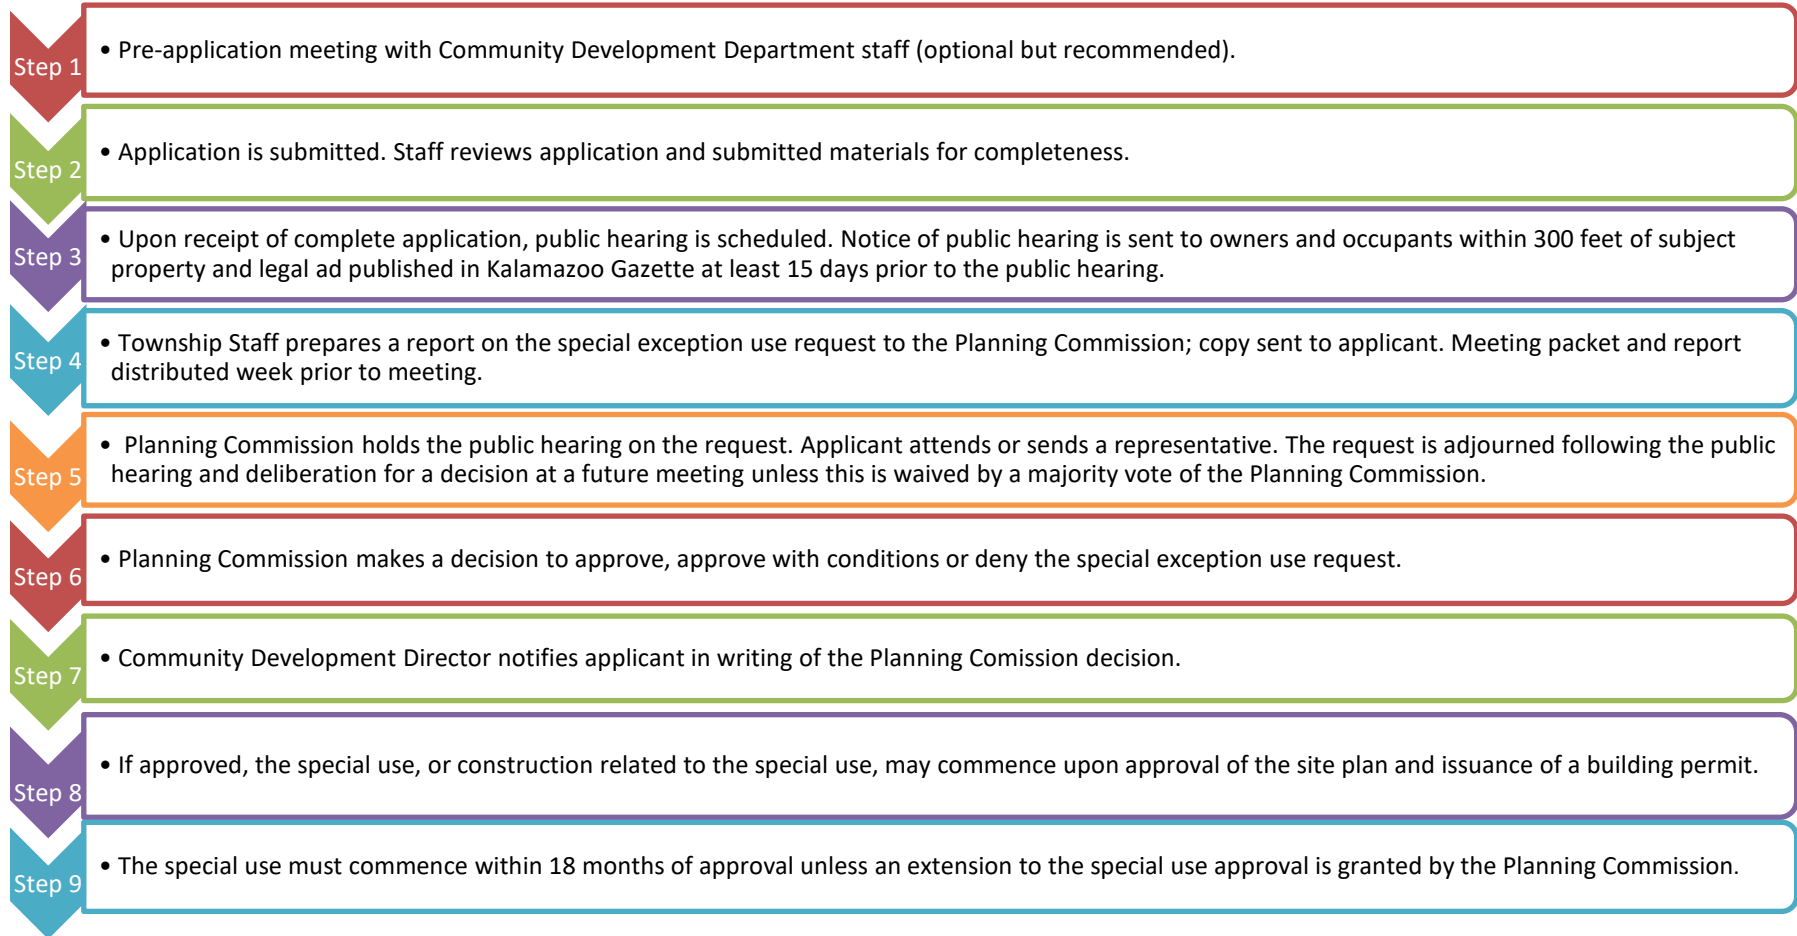 Step 1
• Pre-application meeting with Community Development Department staff (optional but recommended).
Step 2
• Application is submitted. Staff reviews application and submitted materials for completeness.
Step 3
• Upon receipt of complete application, public hearing is scheduled. Notice of public hearing is sent to owners and occupants within 300 feet of subject
property and legal ad published in Kalamazoo Gazette at least 15 days prior to the public hearing.
Step 4
• Township Staff prepares a report on the special exception use request to the Planning Commission; copy sent to applicant. Meeting packet and report
distributed week prior to meeting.
Step 5
• Planning Commission holds the public hearing on the request. Applicant attends or sends a representative. The request is adjourned following the public
hearing and deliberation for a decision at a future meeting unless this is waived by a majority vote of the Planning Commission.
Step 6
• Planning Commission makes a decision to approve, approve with conditions or deny the special exception use request.
Step 7
• Community Development Director notifies applicant in writing of the Planning Comission decision.
Step 8
• If approved, the special use, or construction related to the special use, may commence upon approval of the site plan and issuance of a building permit.
Step 9
• The special use must commence within 18 months of approval unless an extension to the special use approval is granted by the Planning Commission.